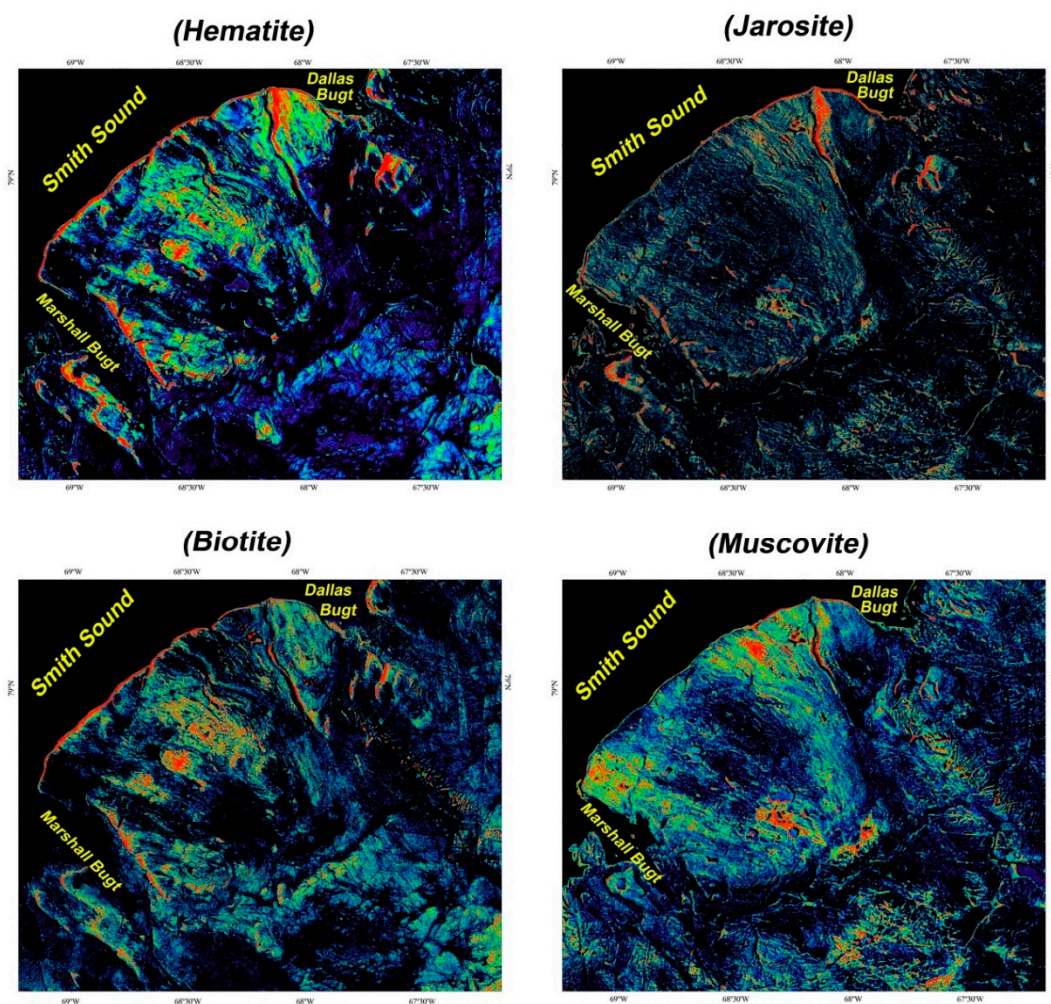 (Hematite)
69°W 68°30'W 67°30'W
Dallas
Bugt
Smith Sound
79°N 79°N
Marshall Bugt
69°W 68°30'W 68°W 67°30'W
(Jarosite)
69°W 68°30'W 67°30'W
Dallas
Bugt
Smith Sound
79°N 79°N
Marshall Bugt
69°W 68°30'W 68°W 67°30'W
(Biotite)
69°W 68°30'W 68°W 67°30'W
Dallas
Bugt
Smith Sound
79°N 79°N
Marshall Bugt
69°W 68°30'W 68°W 67°30'W
(Muscovite)
69°W 68°30'W 68°W 67°30'W
Dallas
Bugt
Smith Sound
79°N 79°N
Marshall Bugt
69°W 68°30'W 68°W 67°30'W